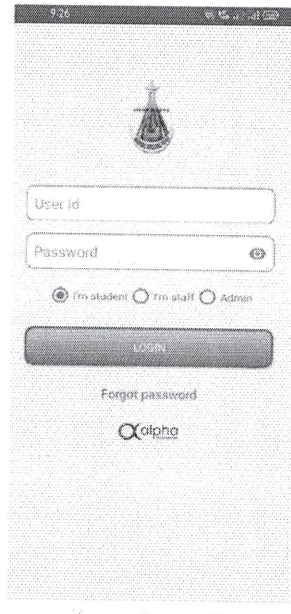 9:26
User id
Password
I'm student I'm staff Admin
LOGIN
Forgot password
alpha